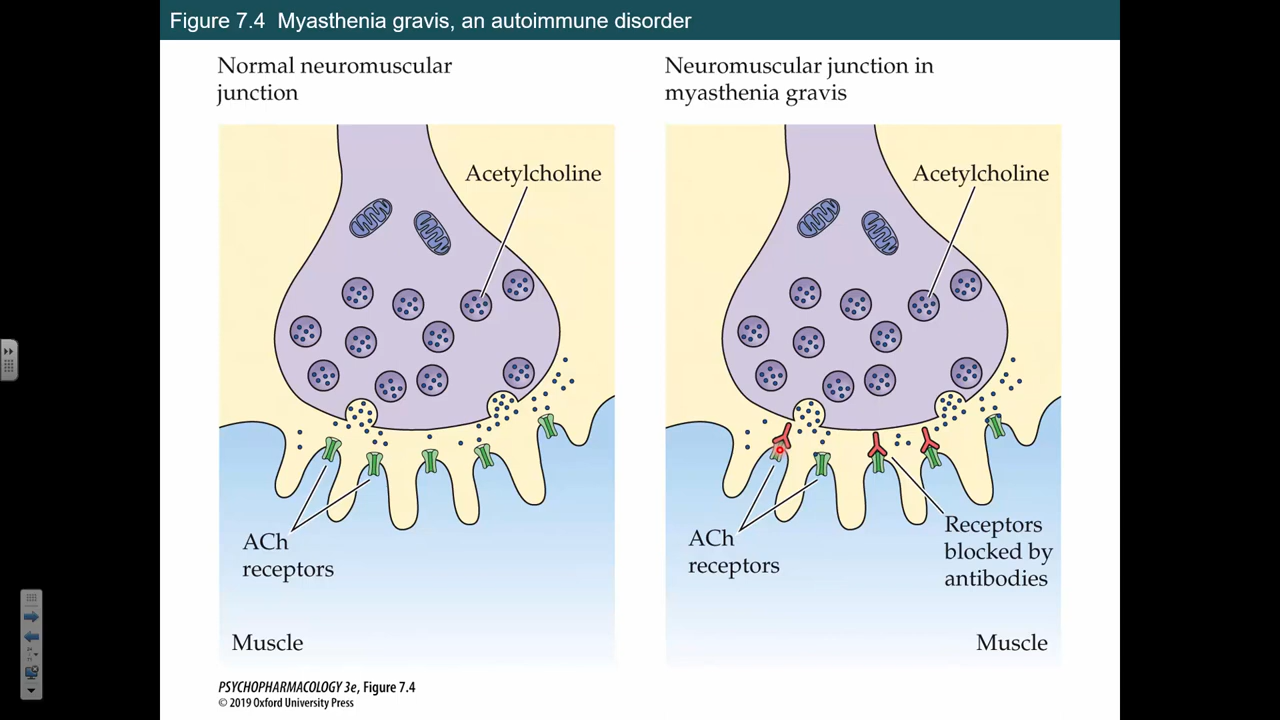 Figure 7.4 Myasthenia gravis, an autoimmune disorder
Normal neuromuscular
junction
Acetylcholine
ACh
receptors
Muscle
Neuromuscular junction in
myasthenia gravis
Acetylcholine
ACh
receptors
Receptors
blocked by
antibodies
Muscle
PSYCHOPHARMACOLOGY 3e, Figure 7.4
© 2019 Oxford University Press